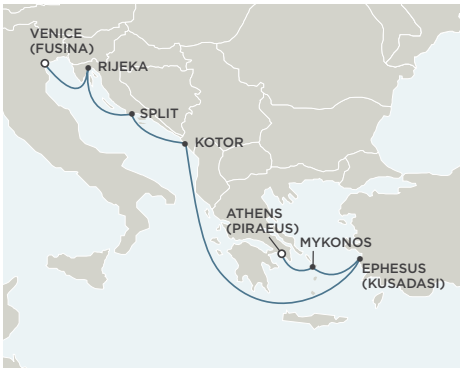 VENICE
(FUSINA)
RIJEKA
SPLIT
KOTOR
ATHENS
(PIRAEUS)
MYKONOS
EPHESUS
(KUSADASI)